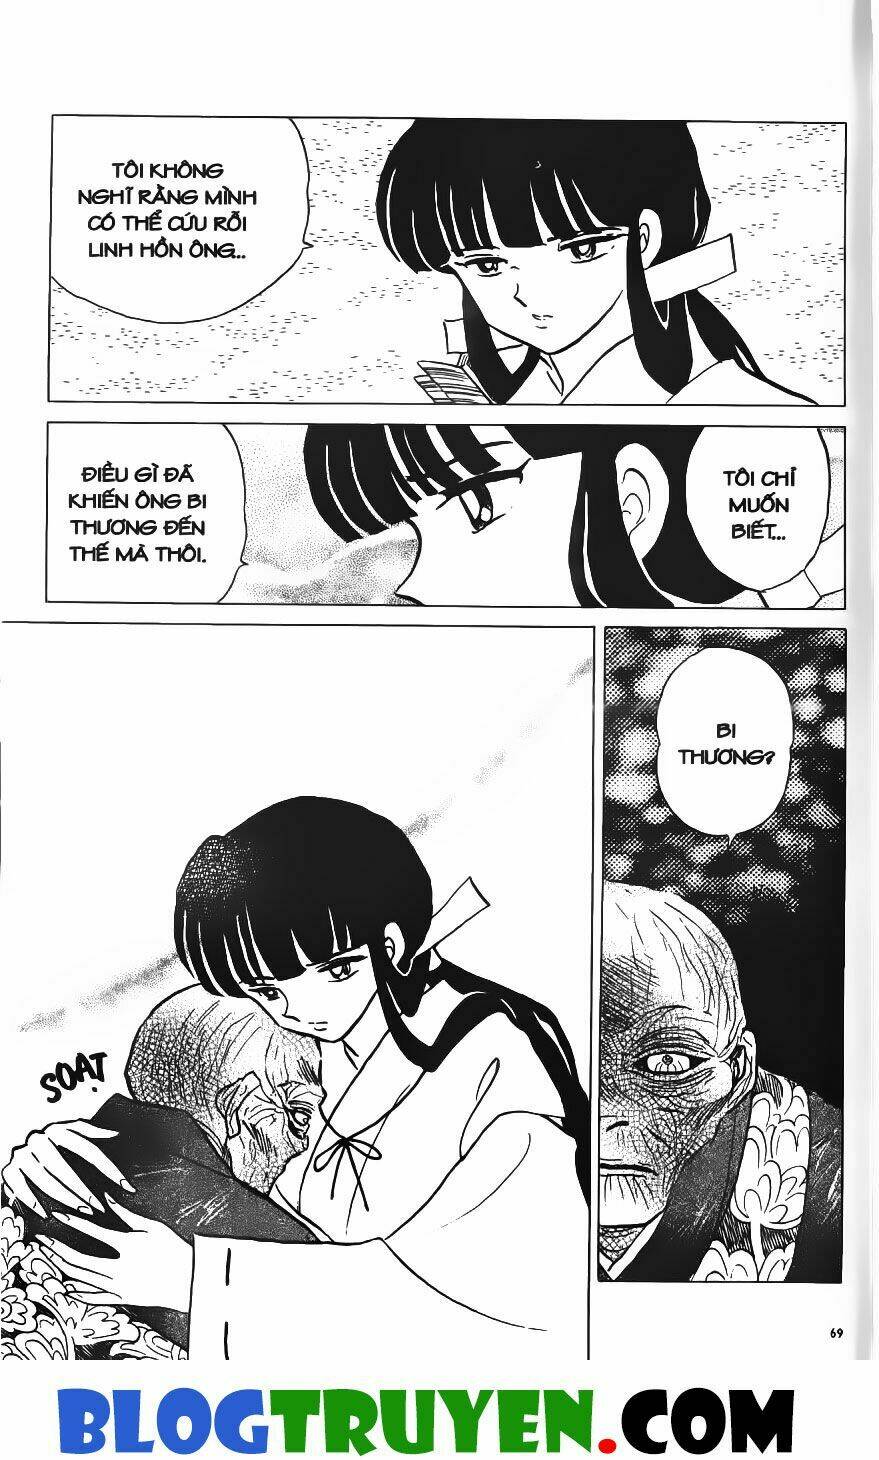 TÔI KHÔNG
NGHĨ RẰNG MÌNH
CÓ THỂ CỨU RỖI
LINH HỒN ÔNG...
TÔI CHỈ
MUỐN
BIẾT...
ĐIỀU GÌ ĐÃ
KHIẾN ÔNG BI
THƯƠNG ĐẾN
THẾ MÀ THÔI.
BI
THƯƠNG?
SOẠT
69
BLOGTRUYEN.COM